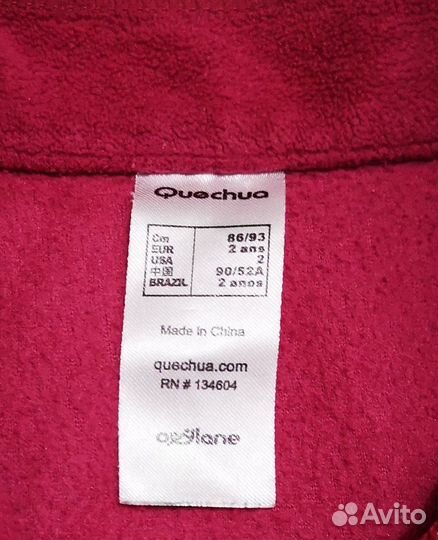 Quechua
Cm 86/93
EUR 2 ans
USA 2
中国 90/52A
BRAZIL 2 anos
Made in China
quechua.com
RN # 134604
oxylane
Avito